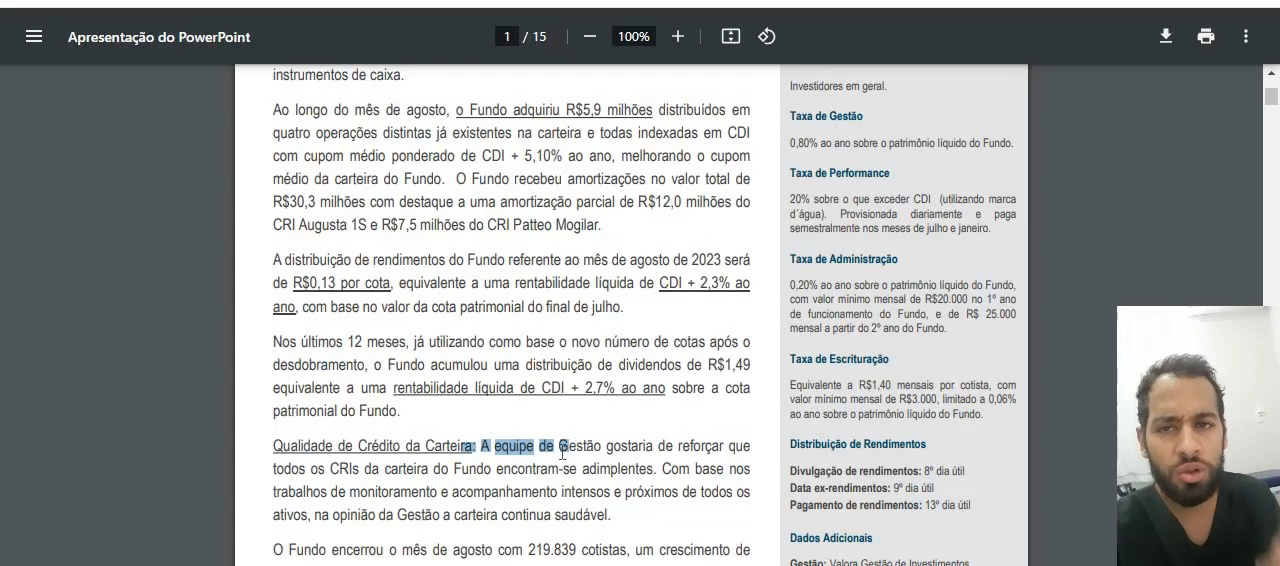 Apresentação do PowerPoint
1 / 15
100%
instrumentos de caixa.
Ao longo do mês de agosto, o Fundo adquiriu R$5,9 milhões distribuídos em
quatro operações distintas já existentes na carteira e todas indexadas em CDI
com cupom médio ponderado de CDI + 5,10% ao ano, melhorando o cupom
médio da carteira do Fundo. O Fundo recebeu amortizações no valor total de
R$30,3 milhões com destaque a uma amortização parcial de R$12,0 milhões do
CRI Augusta 1S e R$7,5 milhões do CRI Patteo Mogilar.
A distribuição de rendimentos do Fundo referente ao mês de agosto de 2023 será
de R$0,13 por cota, equivalente a uma rentabilidade líquida de CDI + 2,3% ao
ano, com base no valor da cota patrimonial do final de julho.
Nos últimos 12 meses, já utilizando como base o novo número de cotas após o
desdobramento, o Fundo acumulou uma distribuição de dividendos de R$1,49
equivalente a uma rentabilidade líquida de CDI + 2,7% ao ano sobre a cota
patrimonial do Fundo.
Qualidade de Crédito da Carteira: A equipe de Gestão gostaria de reforçar que
todos os CRIs da carteira do Fundo encontram-se adimplentes. Com base nos
trabalhos de monitoramento e acompanhamento intensos e próximos de todos os
ativos, na opinião da Gestão a carteira continua saudável.
O Fundo encerrou o mês de agosto com 219.839 cotistas, um crescimento de
Investidores em geral.
Taxa de Gestão
0,80% ao ano sobre o patrimônio líquido do Fundo.
Taxa de Performance
20% sobre o que exceder CDI (utilizando marca
d´água). Provisionada diariamente e paga
semestralmente nos meses de julho e janeiro.
Taxa de Administração
0,20% ao ano sobre o patrimônio líquido do Fundo,
com valor mínimo mensal de R$20.000 no 1º ano
de funcionamento do Fundo, e de R$ 25.000
mensal a partir do 2º ano do Fundo.
Taxa de Escrituração
Equivalente a R$1,40 mensais por cotista, com
valor mínimo mensal de R$3.000, limitado a 0,06%
ao ano sobre o patrimônio líquido do Fundo.
Distribuição de Rendimentos
Divulgação de rendimentos: 8º dia útil
Data ex-rendimentos: 9º dia útil
Pagamento de rendimentos: 13º dia útil
Dados Adicionais
Gestão: Valora Gestão de Investimentos